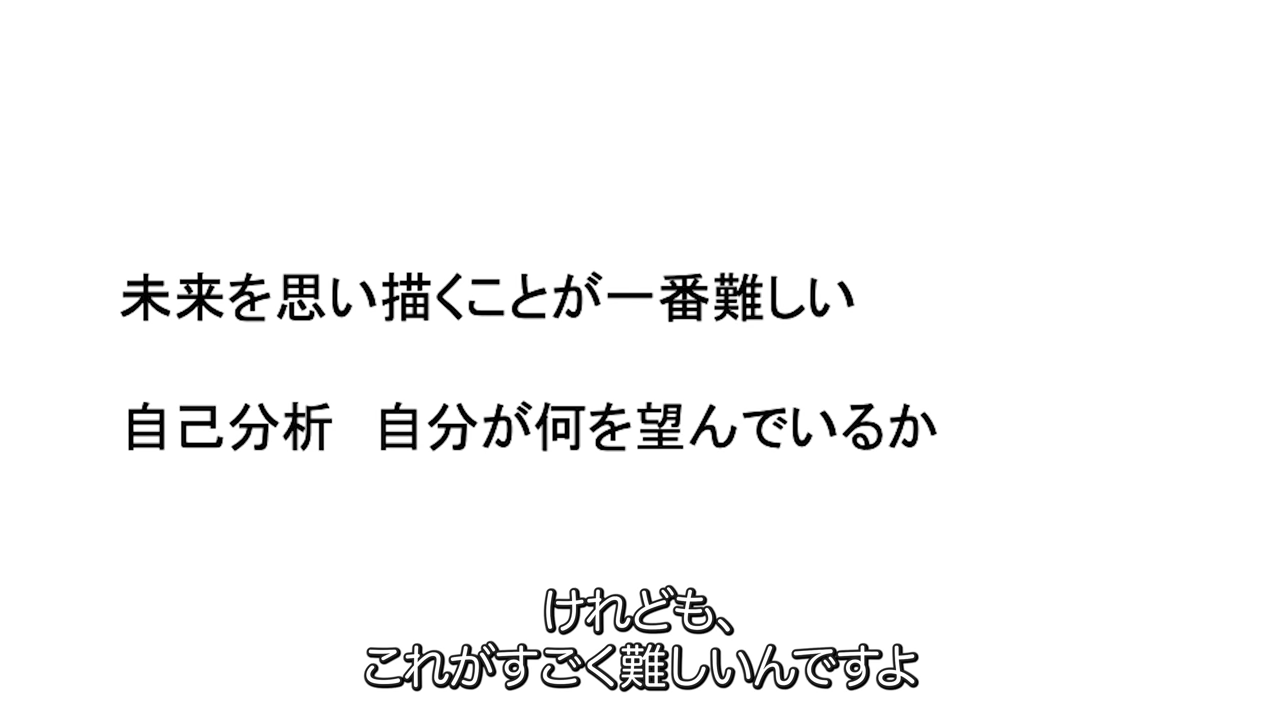 未来を思い描くことが一番難しい
自己分析　自分が何を望んでいるか
けれども、
これがすごく難しいんですよ